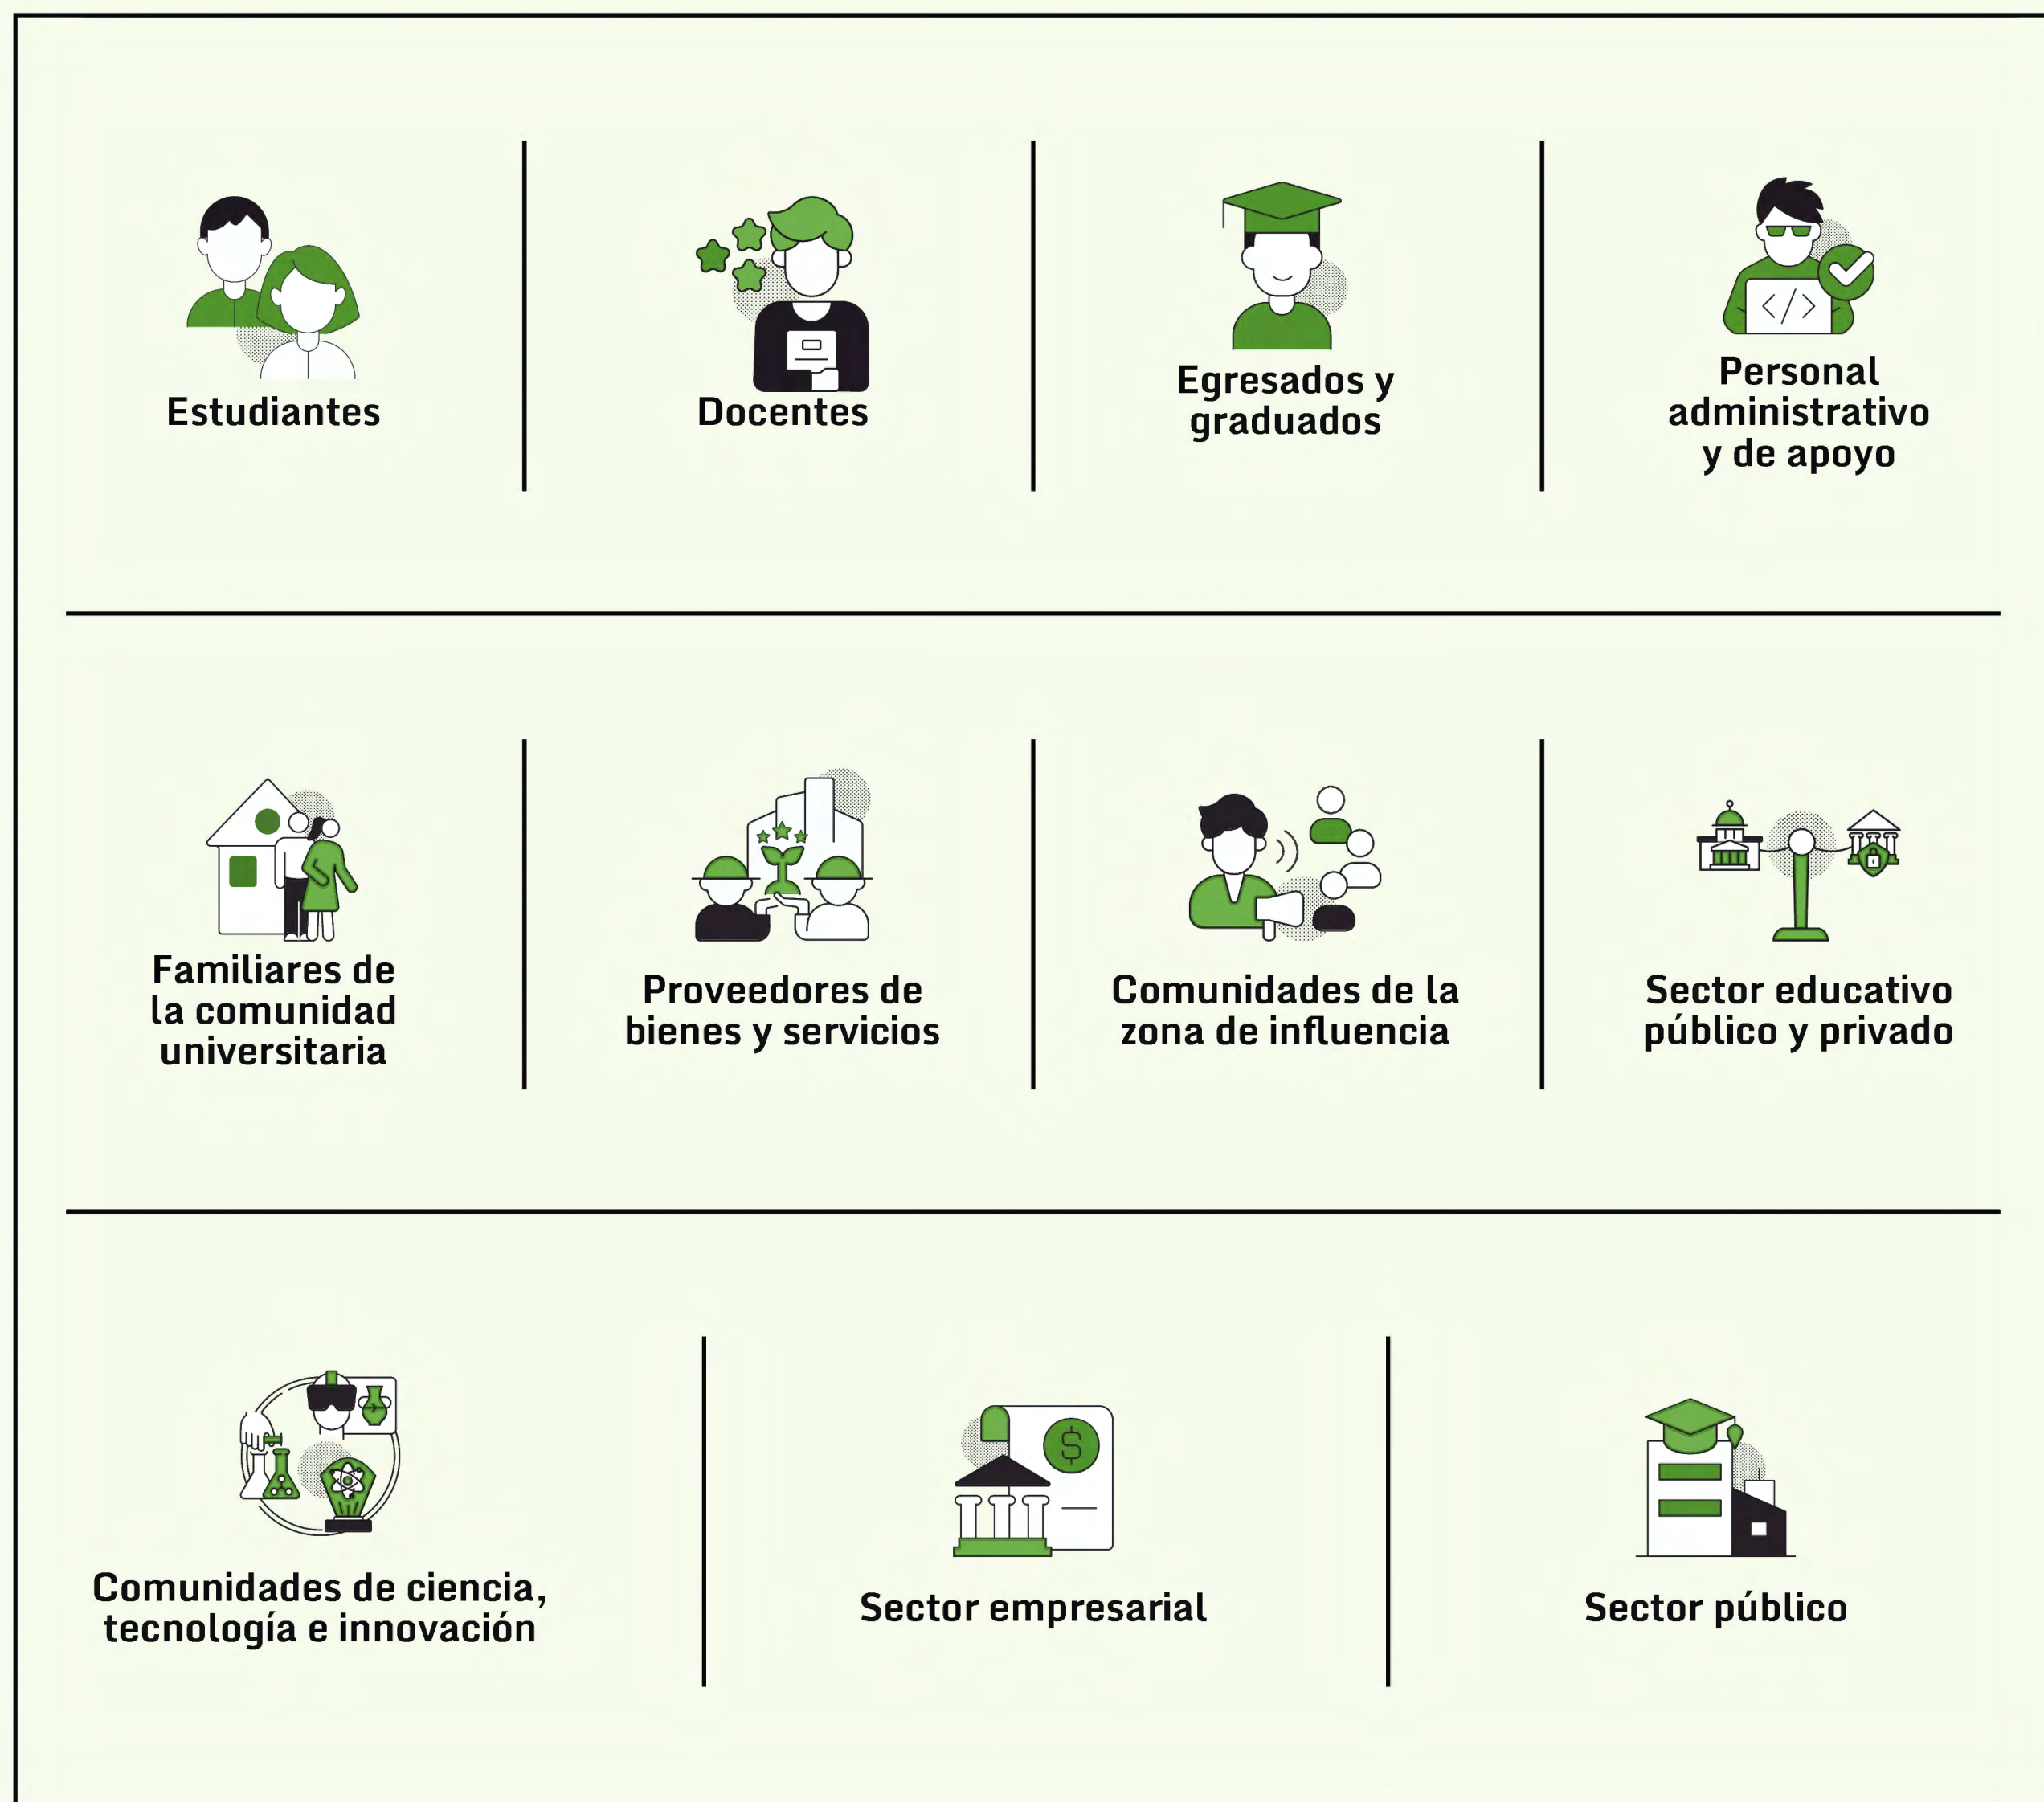 Estudiantes
Docentes
Egresados y
graduados
Personal
administrativo
y de apoyo
Familiares de
la comunidad
universitaria
Proveedores de
bienes y servicios
Comunidades de la
zona de influencia
Sector educativo
público y privado
Comunidades de ciencia,
tecnología e innovación
$
Sector empresarial
Sector público